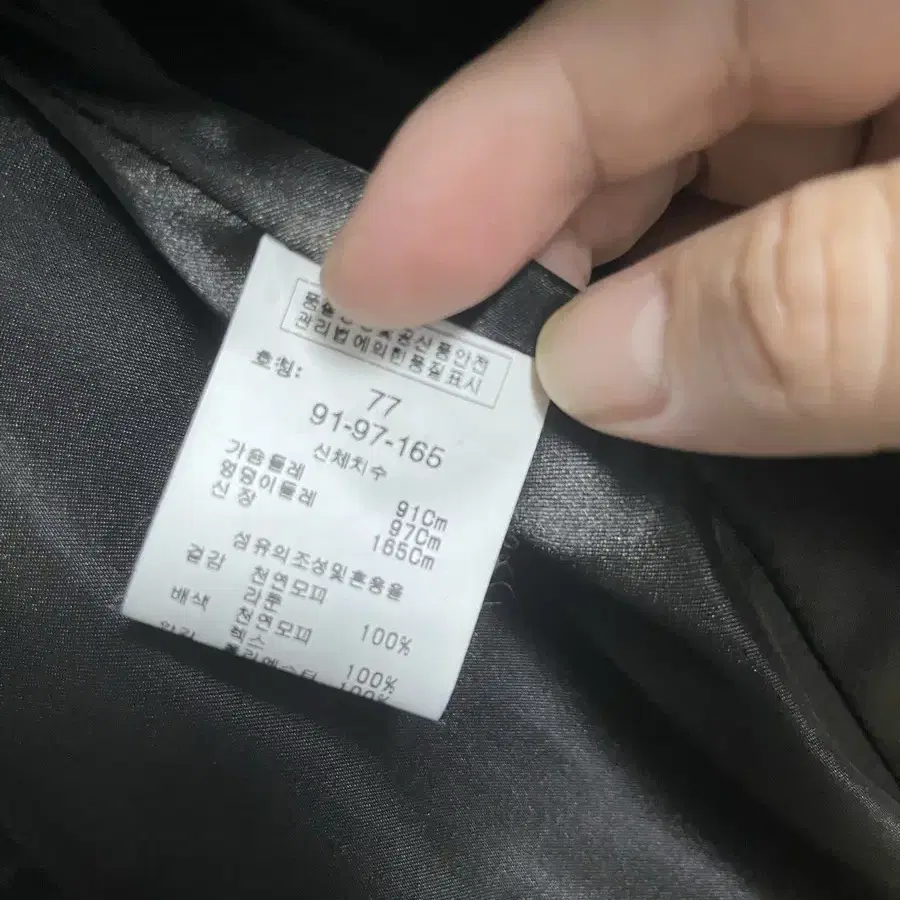 관리법에의한품질표시
호칭:
77
91-97-165
신체치수
가슴둘레 91Cm
엉덩이둘레 97Cm
신장 165Cm
섬유의조성및혼용율
겉감 천연모피
100%
배색 천연모피
100%
100%